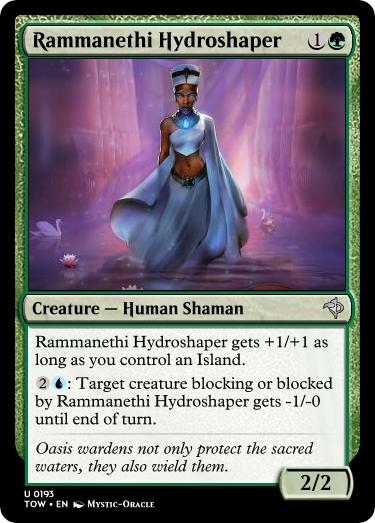 Rammanethi Hydroshaper 1
Creature — Human Shaman
Rammanethi Hydroshaper gets +1/+1 as
long as you control an Island.
2: Target creature blocking or blocked
by Rammanethi Hydroshaper gets -1/-0
until end of turn.
Oasis wardens not only protect the sacred
waters, they also wield them.
2/2
U 0193
TOW • EN Mystic-Oracle